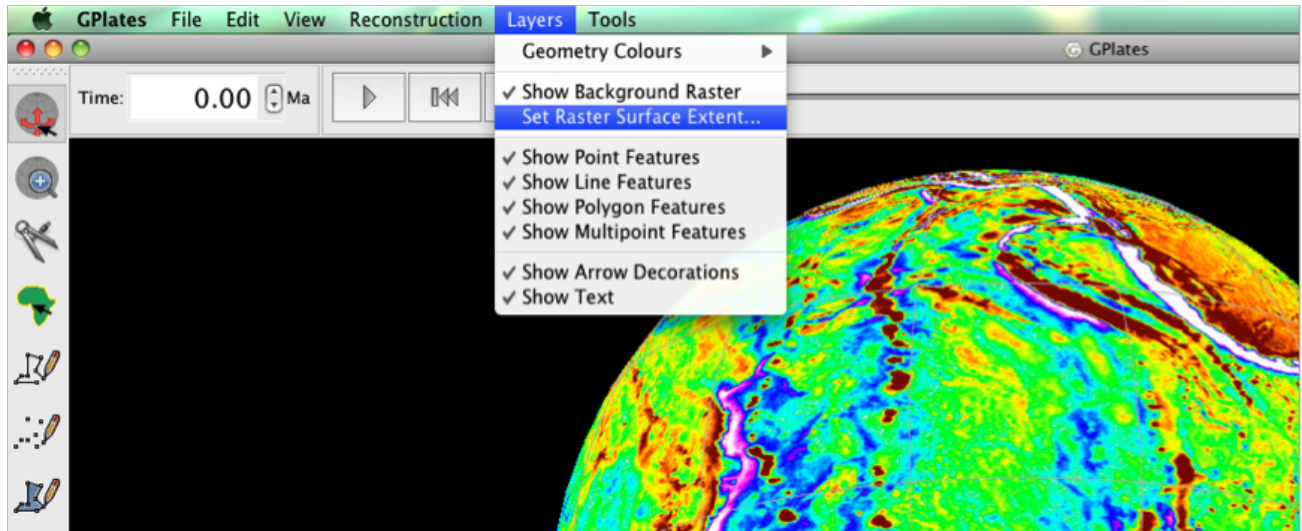 GPlates File Edit View Reconstruction Layers Tools
GPlates
Time: 0.00 Ma
Geometry Colours
Show Background Raster
Set Raster Surface Extent...
Show Point Features
Show Line Features
Show Polygon Features
Show Multipoint Features
Show Arrow Decorations
Show Text